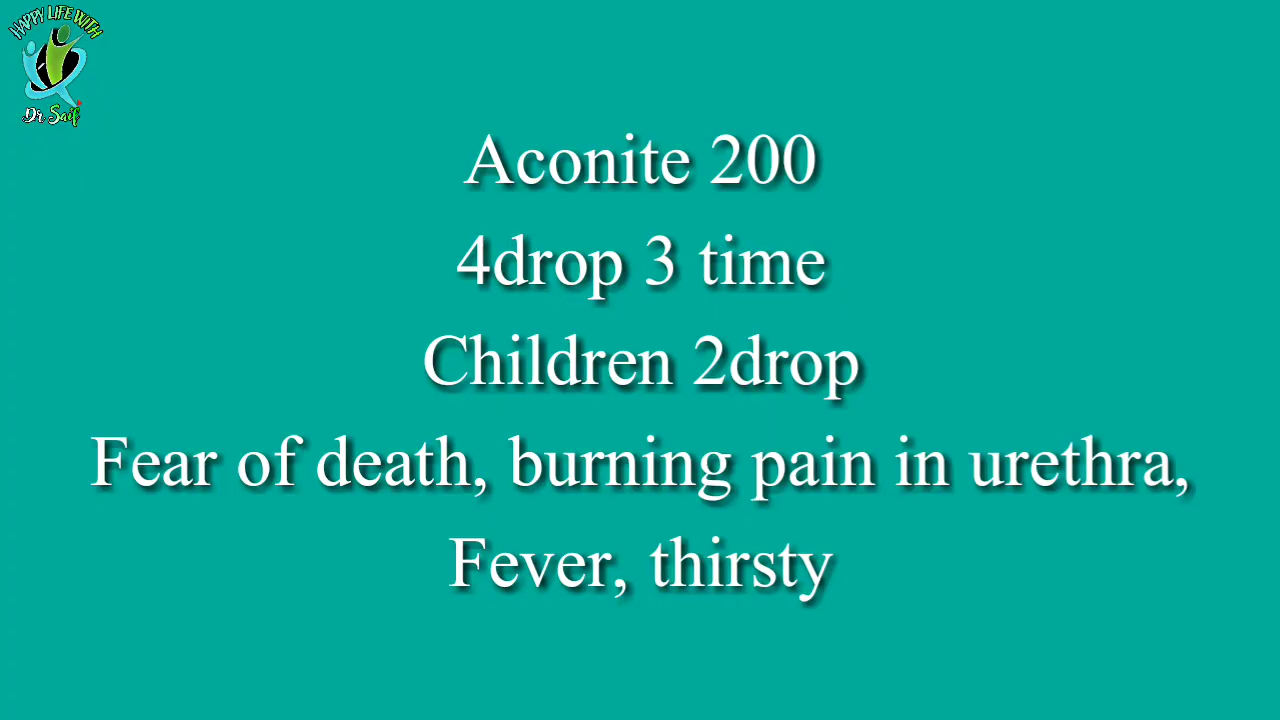 HAPPY LIFE WITH
Dr Saif
Aconite 200
4drop 3 time
Children 2drop
Fear of death, burning pain in urethra,
Fever, thirsty